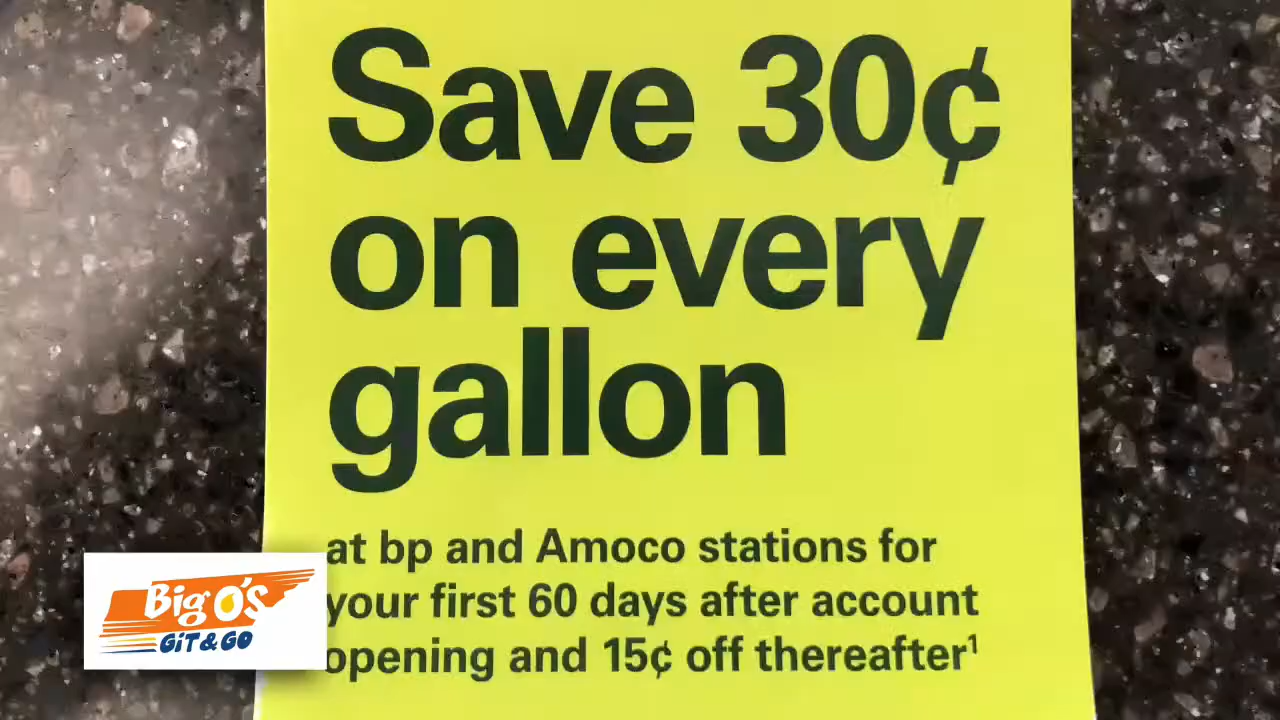 Save 30¢
on every
gallon
at bp and Amoco stations for
your first 60 days after account
opening and 15¢ off thereafter¹
Big O's
GiT & GO